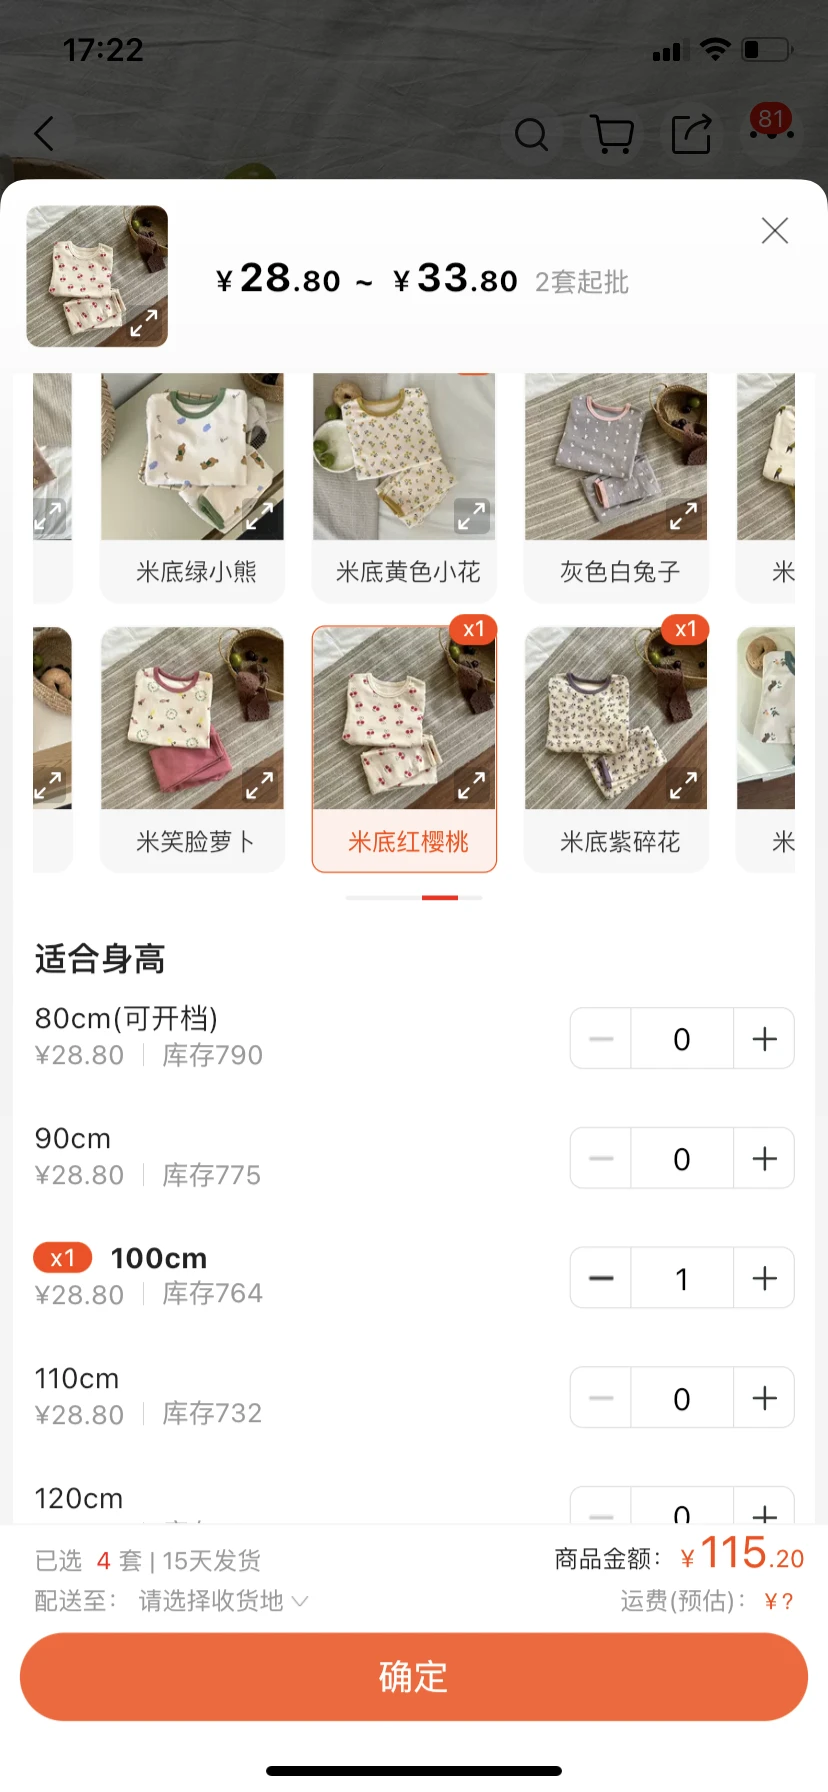 17:22
81
¥28.80 ~ ¥33.80 2套起批
米底绿小熊 米底黄色小花 灰色白兔子 米
x1 x1
米笑脸萝卜 米底红樱桃 米底紫碎花 米
适合身高
80cm(可开档)
¥28.80 库存790
0
90cm
¥28.80 库存775
0
x1 100cm
¥28.80 库存764
1
110cm
¥28.80 库存732
0
120cm
0
已选 4 套 | 15天发货 商品金额: ¥115.20
配送至: 请选择收货地 运费(预估): ¥?
确定